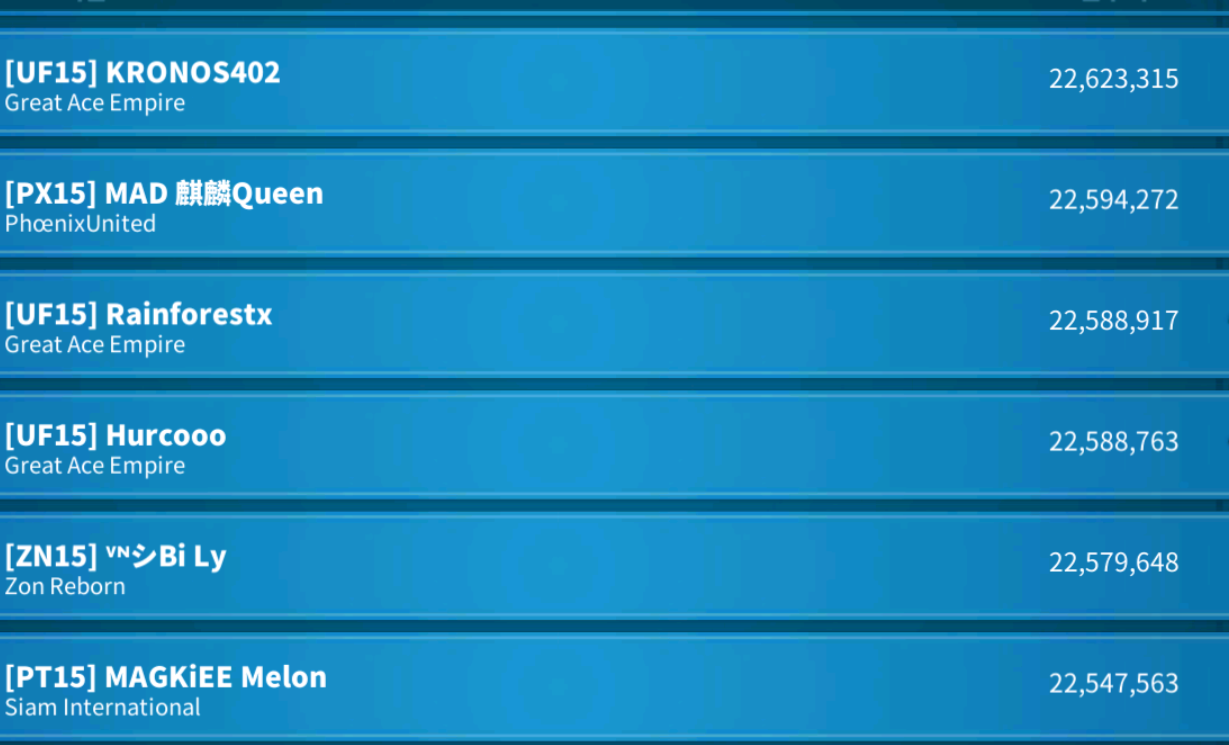 [UF15] KRONOS402
22,623,315
Great Ace Empire
[PX15] MAD 麒麟Queen
22,594,272
PhœnixUnited
[UF15] Rainforestx
22,588,917
Great Ace Empire
[UF15] Hurcooo
22,588,763
Great Ace Empire
[ZN15] ᵛᶰシBi Ly
22,579,648
Zon Reborn
[PT15] MAGKiEE Melon
22,547,563
Siam International